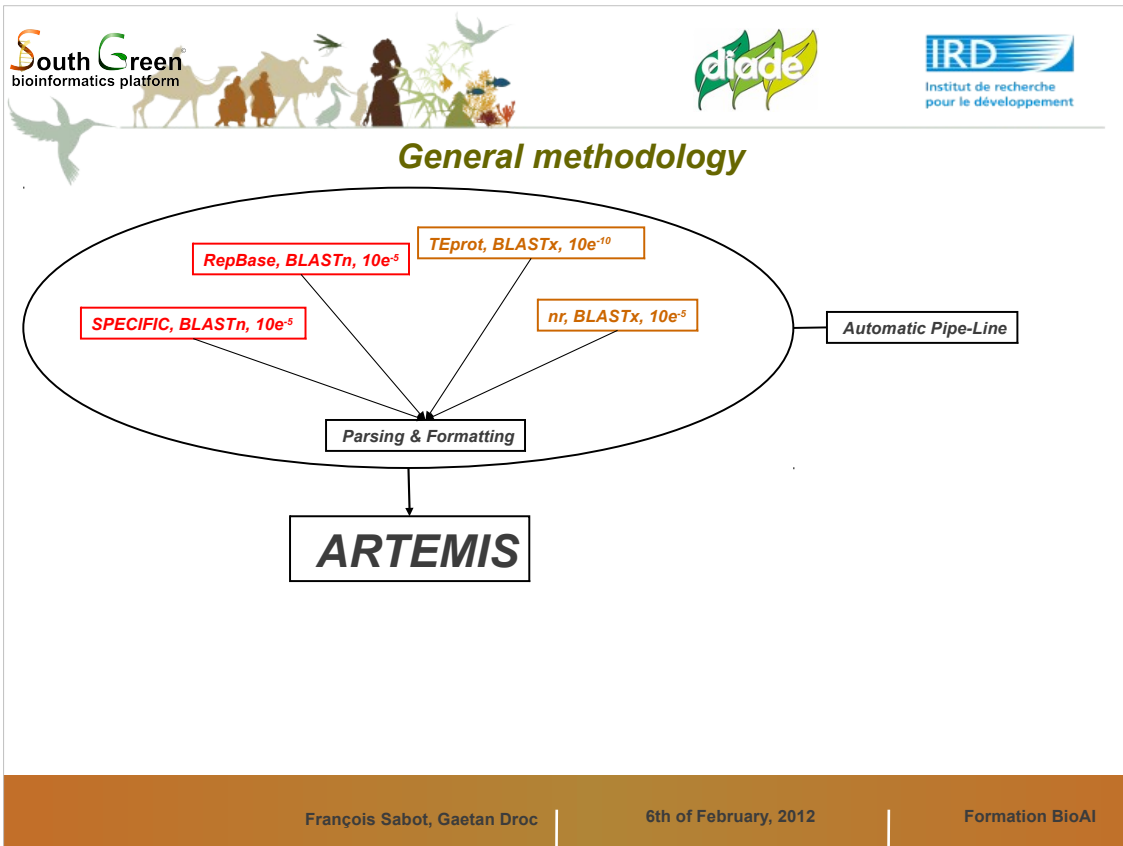 South Green
bioinformatics platform
diade
IRD
Institut de recherche
pour le développement
General methodology
TEprot, BLASTx, 10e⁻¹⁰
RepBase, BLASTn, 10e⁻⁵
SPECIFIC, BLASTn, 10e⁻⁵
nr, BLASTx, 10e⁻⁵
Automatic Pipe-Line
Parsing & Formatting
ARTEMIS
François Sabot, Gaetan Droc
6th of February, 2012
Formation BioAI